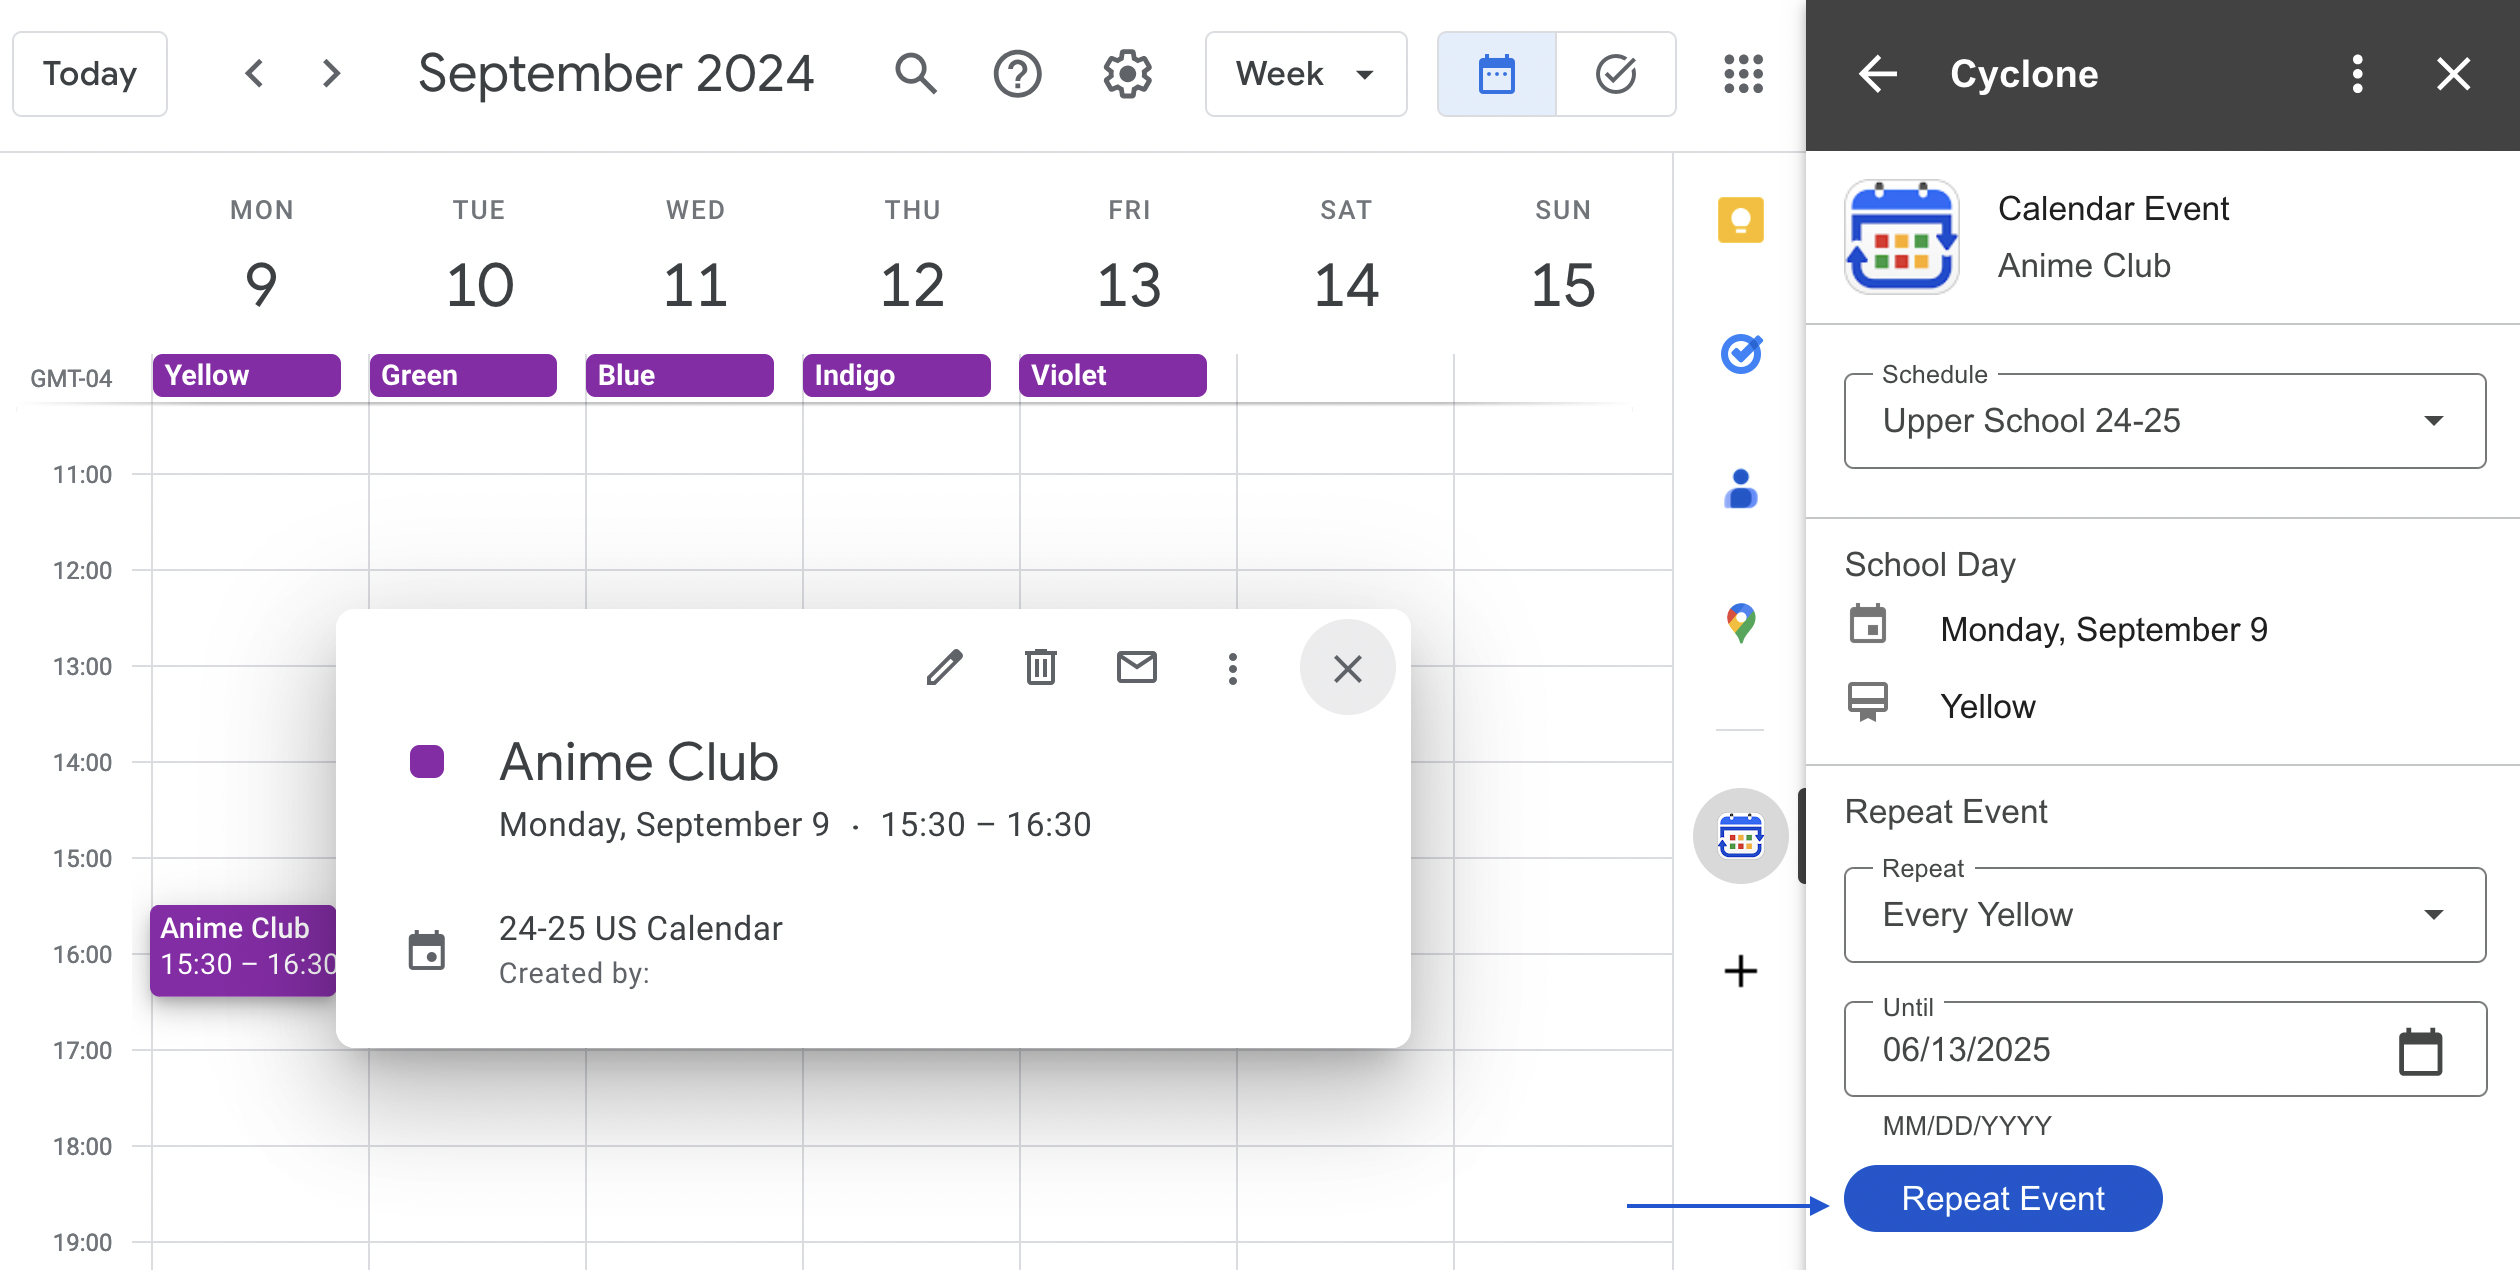 Today
September 2024
Week
MON TUE WED THU FRI SAT SUN
9 10 11 12 13 14 15
GMT-04
Yellow Green Blue Indigo Violet
11:00
12:00
13:00
14:00
15:00
16:00
17:00
18:00
19:00
Anime Club
15:30 – 16:30
Anime Club
Monday, September 9 · 15:30 – 16:30
24-25 US Calendar
Created by:
Cyclone
Calendar Event
Anime Club
Schedule
Upper School 24-25
School Day
Monday, September 9
Yellow
Repeat Event
Repeat
Every Yellow
Until
06/13/2025
MM/DD/YYYY
Repeat Event